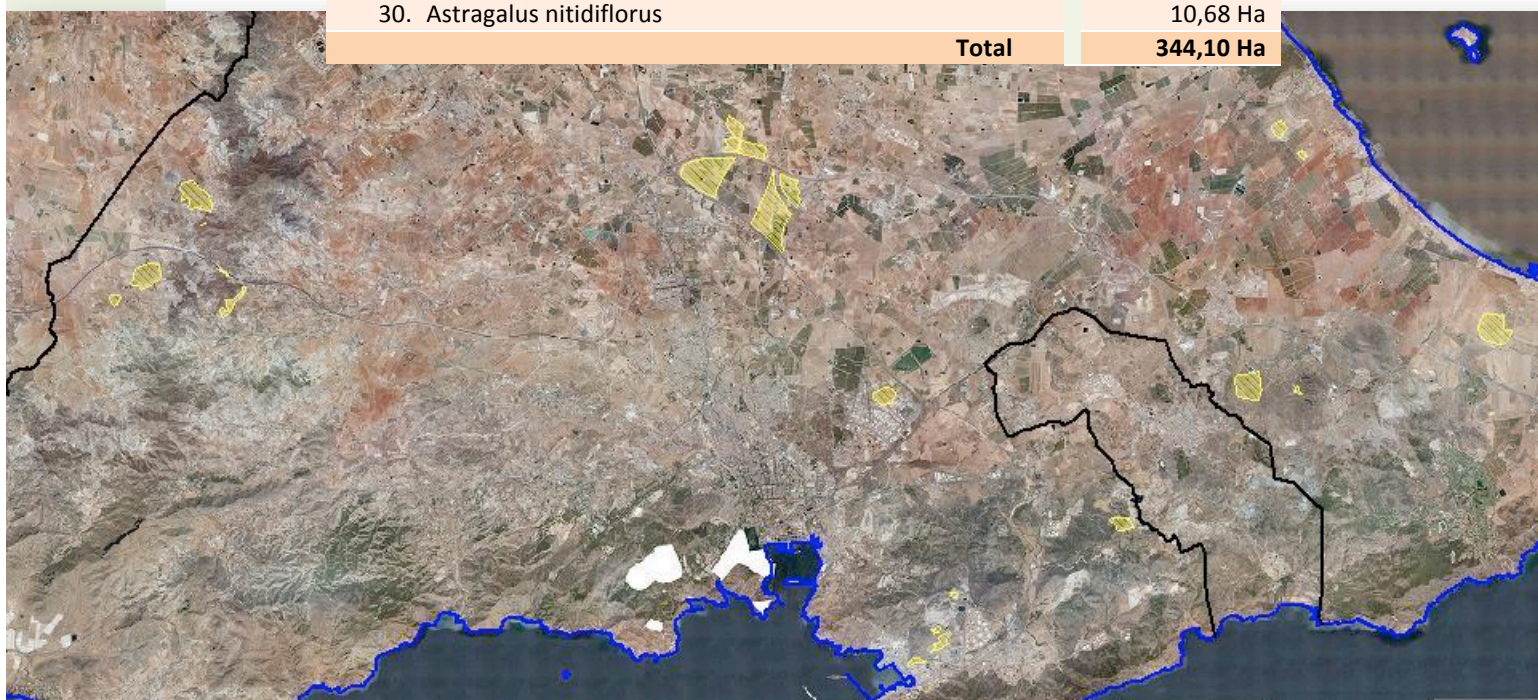 30. Astragalus nitidiflorus 10,68 Ha
Total 344,10 Ha